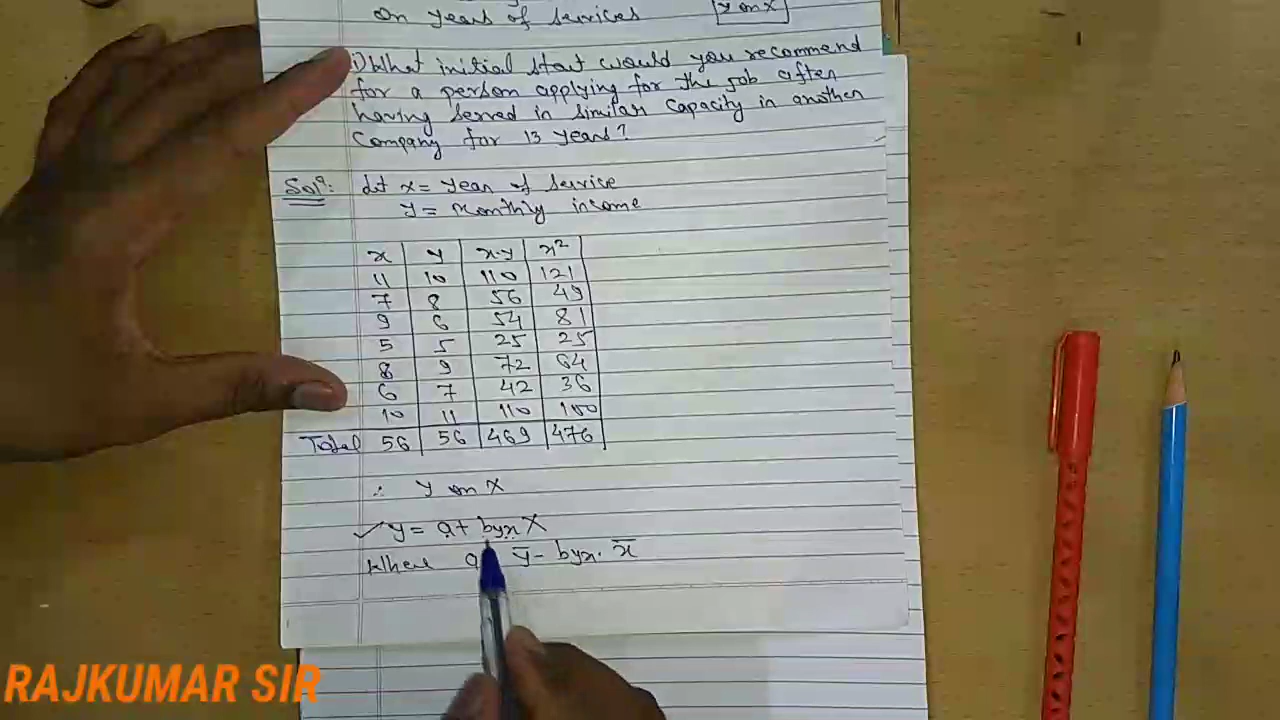 On years of services [y on x]
i) What initial start would you recommend
for a person applying for the job after
having served in similar capacity in another
Company for 13 years?
Solⁿ: Let x = year of service
y = monthly income
x y x.y x²
11 10 110 121
7 8 56 49
9 6 54 81
5 5 25 25
8 9 72 64
6 7 42 36
10 11 110 100
Total 56 56 469 476
∴ y on x
✓ y = a + byx X
Where a y̅ - byx. x̅
RAJKUMAR SIR